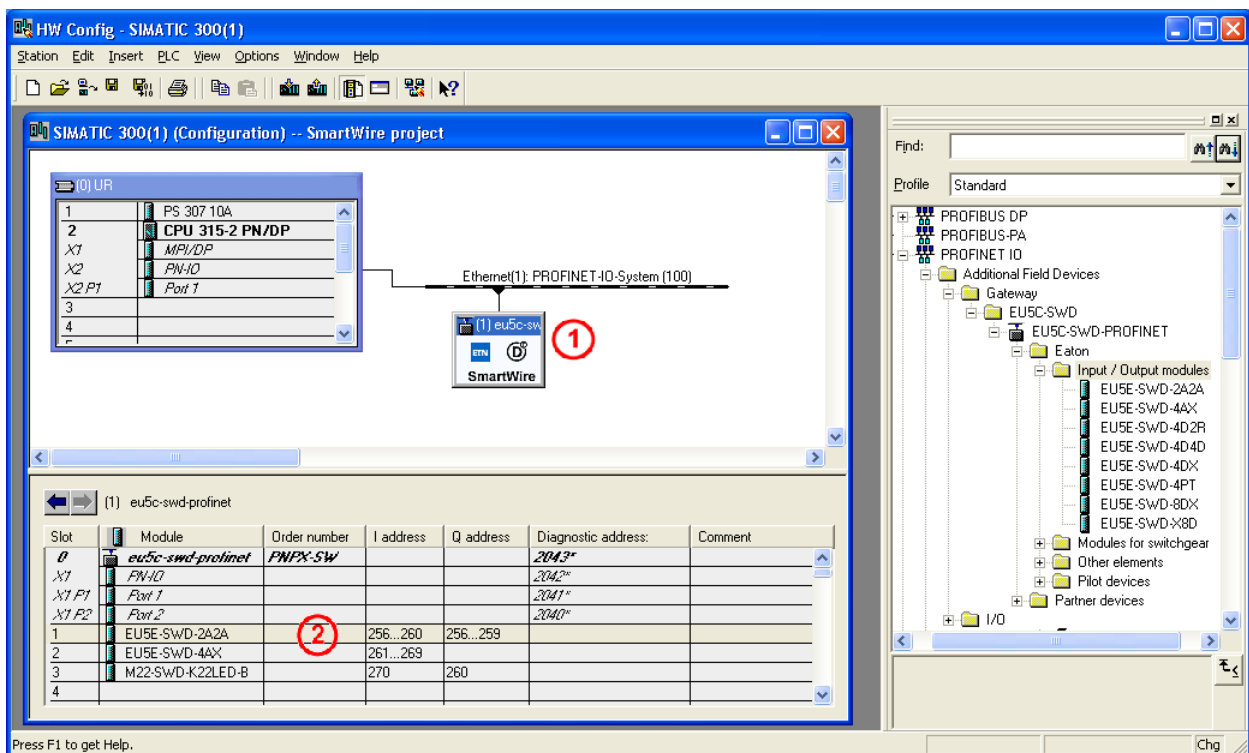 HW Config - SIMATIC 300(1)
Station Edit Insert PLC View Options Window Help
SIMATIC 300(1) (Configuration) -- SmartWire project
(0) UR
1 PS 307 10A
2 CPU 315-2 PN/DP
X1 MPI/DP
X2 PN-IO
X2 P1 Port 1
3
4
Ethernet(1): PROFINET-IO-System (100)
(1) eu5c-sw
ETN D
SmartWire
1
(1) eu5c-swd-profinet
Slot Module Order number I address Q address Diagnostic address: Comment
0 eu5c-swd-profinet PNPX-SW 2043*
X1 PN-IO 2042*
X1 P1 Port 1 2041*
X1 P2 Port 2 2040*
1 EU5E-SWD-2A2A 2 256...260 256...259
2 EU5E-SWD-4AX 261...269
3 M22-SWD-K22LED-B 270 260
4
Find:
Profile Standard
PROFIBUS DP
PROFIBUS-PA
PROFINET IO
Additional Field Devices
Gateway
EU5C-SWD
EU5C-SWD-PROFINET
Eaton
Input / Output modules
EU5E-SWD-2A2A
EU5E-SWD-4AX
EU5E-SWD-4D2R
EU5E-SWD-4D4D
EU5E-SWD-4DX
EU5E-SWD-4PT
EU5E-SWD-8DX
EU5E-SWD-X8D
Modules for switchgear
Other elements
Pilot devices
Partner devices
I/O
Press F1 to get Help.
Chg